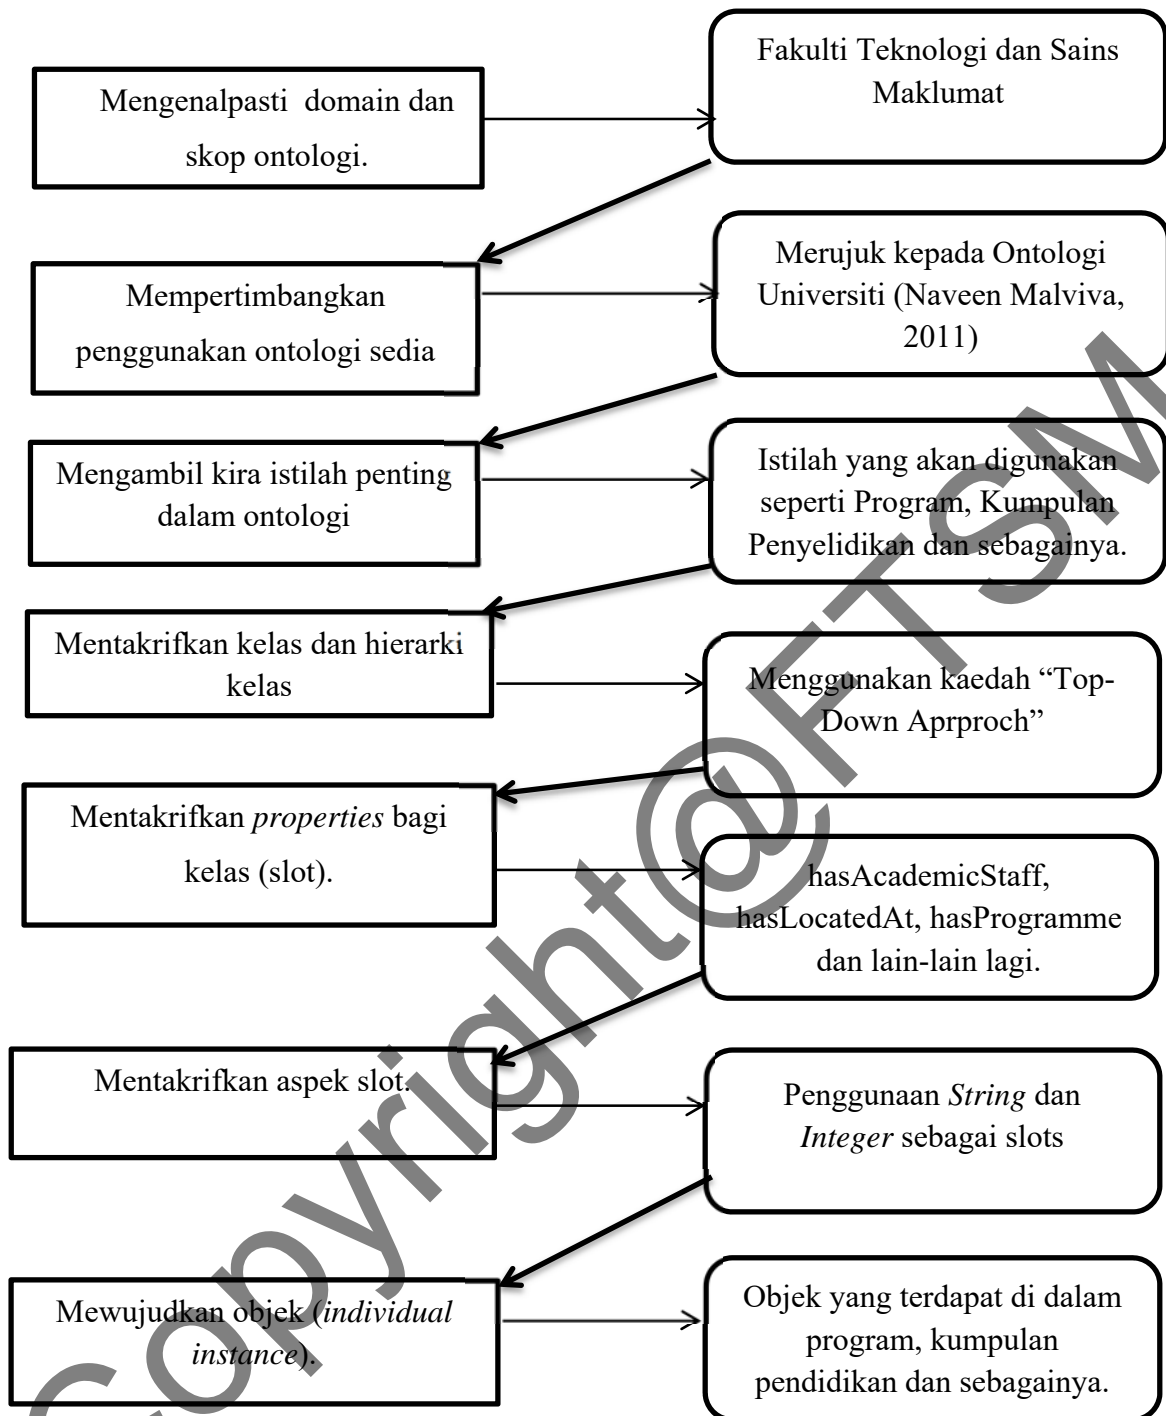 Mengenalpasti domain dan
skop ontologi.
Fakulti Teknologi dan Sains
Maklumat
Mempertimbangkan
penggunakan ontologi sedia
Merujuk kepada Ontologi
Universiti (Naveen Malviva,
2011)
Mengambil kira istilah penting
dalam ontologi
Istilah yang akan digunakan
seperti Program, Kumpulan
Penyelidikan dan sebagainya.
Mentakrifkan kelas dan hierarki
kelas
Menggunakan kaedah “Top-
Down Aprproch”
Mentakrifkan properties bagi
kelas (slot).
hasAcademicStaff,
hasLocatedAt, hasProgramme
dan lain-lain lagi.
Mentakrifkan aspek slot.
Penggunaan String dan
Integer sebagai slots
Mewujudkan objek (individual
instance).
Objek yang terdapat di dalam
program, kumpulan
pendidikan dan sebagainya.
Copyright@FTSM